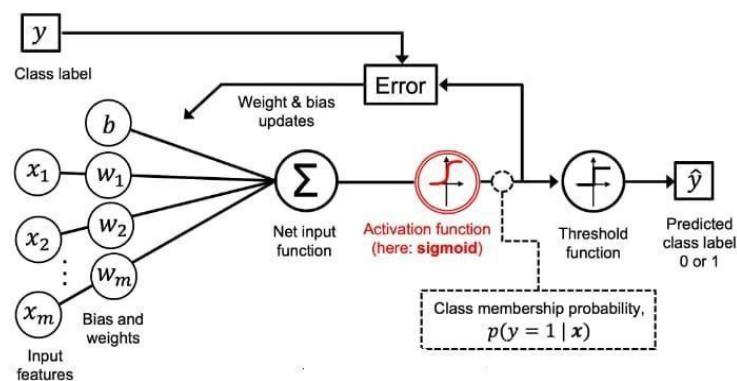 y
Class label
Error
Weight & bias
updates
b
x₁ w₁
x₂ w₂
⋮
xₘ wₘ
Input
features
Bias and
weights
Σ
Net input
function
Activation function
(here: sigmoid)
Threshold
function
ŷ
Predicted
class label
0 or 1
Class membership probability,
p(y = 1 | x)